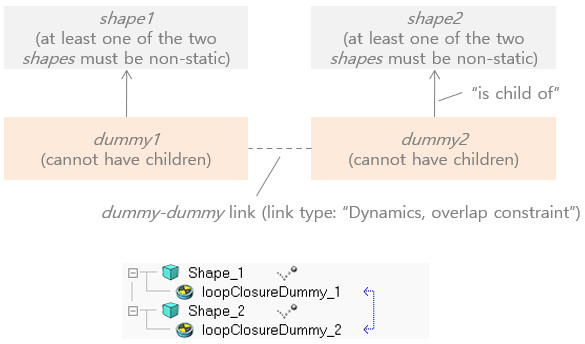 shape1
(at least one of the two
shapes must be non-static)
shape2
(at least one of the two
shapes must be non-static)
"is child of"
dummy1
(cannot have children)
dummy2
(cannot have children)
dummy-dummy link (link type: "Dynamics, overlap constraint")
Shape_1
loopClosureDummy_1
Shape_2
loopClosureDummy_2